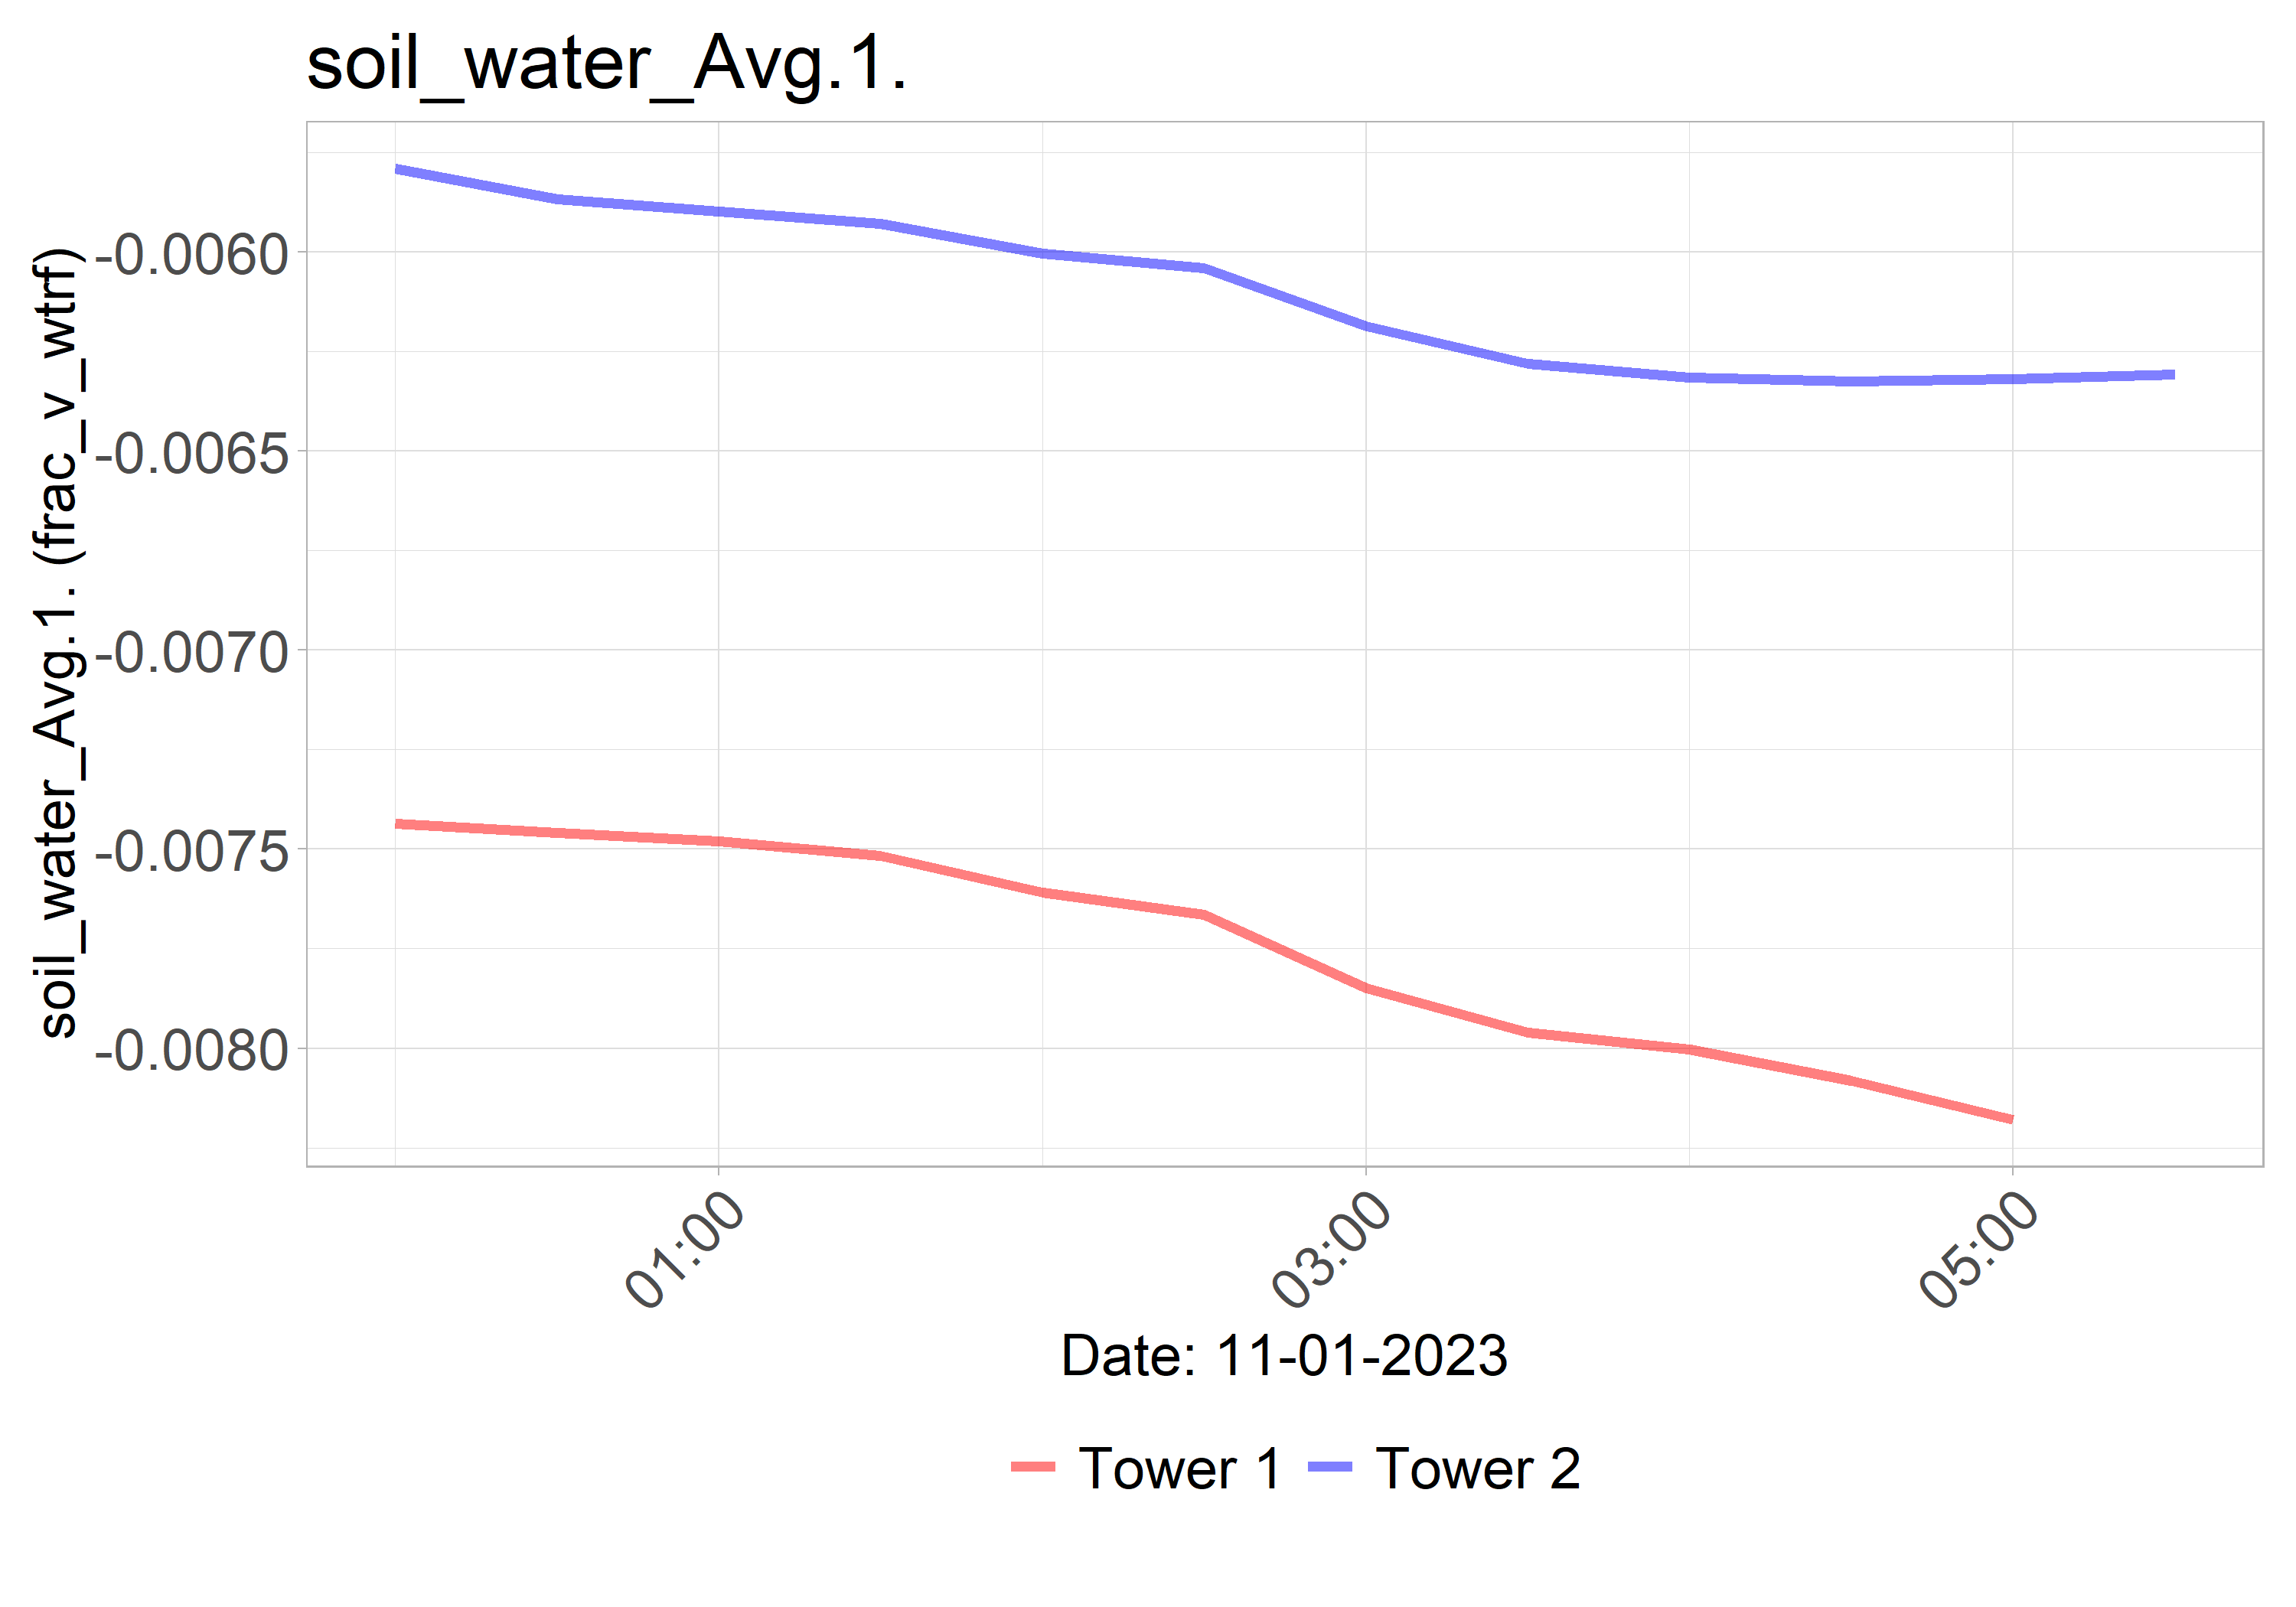 soil_water_Avg.1.
soil_water_Avg.1. (frac_v_wtrf)
-0.0060
-0.0065
-0.0070
-0.0075
-0.0080
01:00
03:00
05:00
Date: 11-01-2023
Tower 1
Tower 2